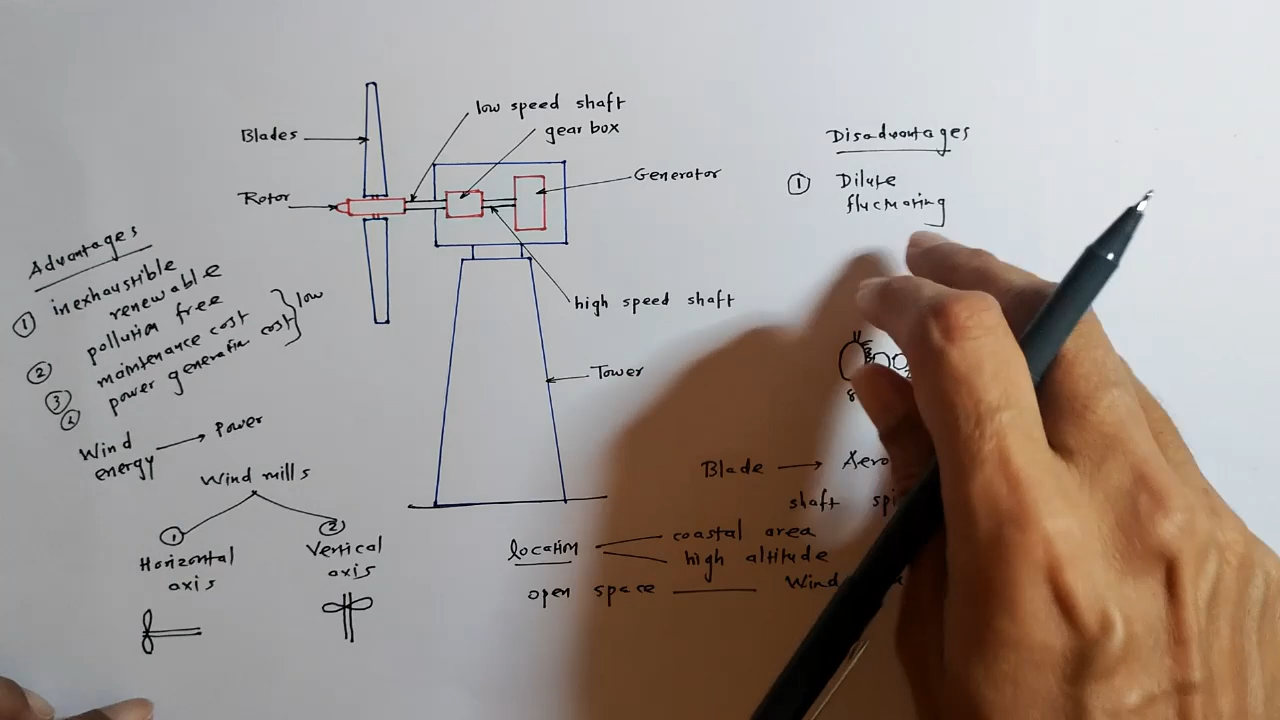 low speed shaft
gear box
Blades
Generator
Rotor
high speed shaft
Tower
Disadvantages
① Dilute
fluctuating
Advantages
① inexhaustible
renewable
② pollution free
③ maintenance cost
④ power generation cost } low
Wind energy → Power
Wind mills
① Horizontal axis
② Vertical axis
Blade → Aero
shaft
location
coastal area
high altitude
open space — Wind